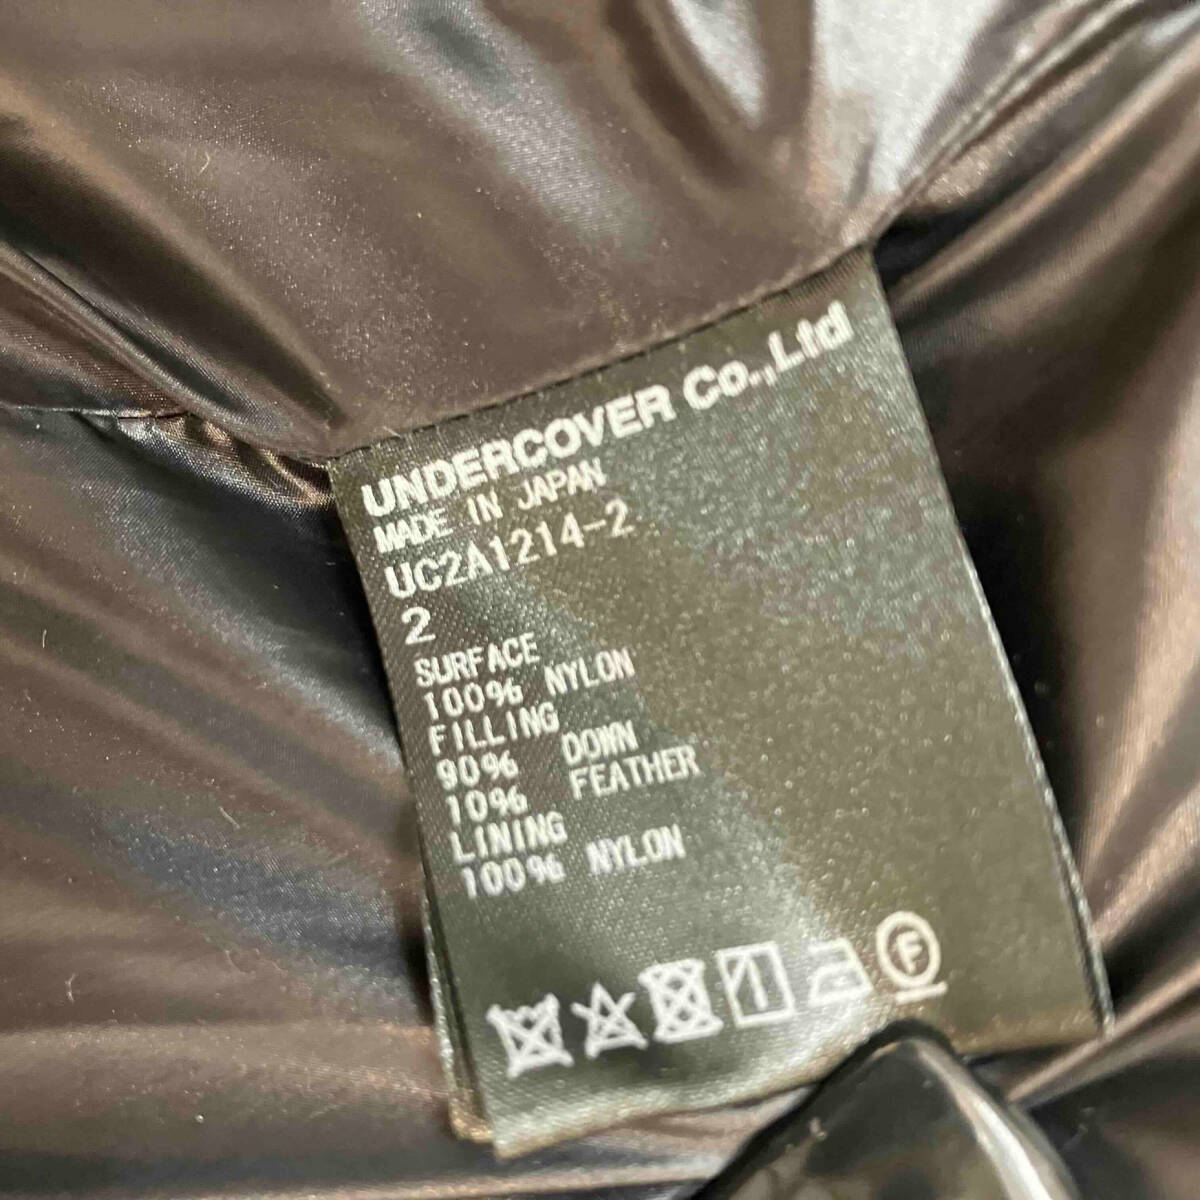 UNDERCOVER Co.,Ltd
MADE IN JAPAN
UC2A1214-2
2
SURFACE
100% NYLON
FILLING
90% DOWN
10% FEATHER
LINING
100% NYLON
F